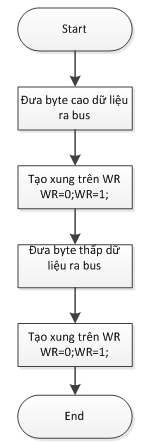 Start
Đưa byte cao dữ liệu
ra bus
Tạo xung trên WR
WR=0;WR=1;
Đưa byte thấp dữ
liệu ra bus
Tạo xung trên WR
WR=0;WR=1;
End